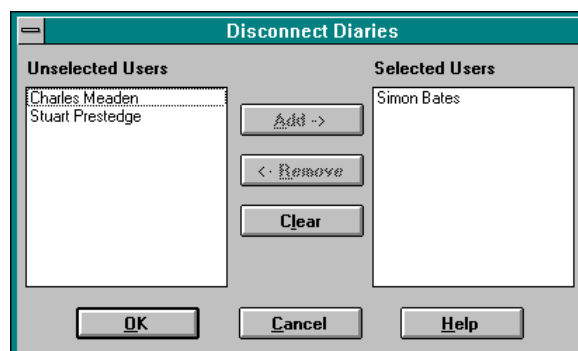 Disconnect Diaries
Unselected Users
Selected Users
Charles Meaden
Stuart Prestedge
Simon Bates
Add ->
<- Remove
Clear
OK
Cancel
Help